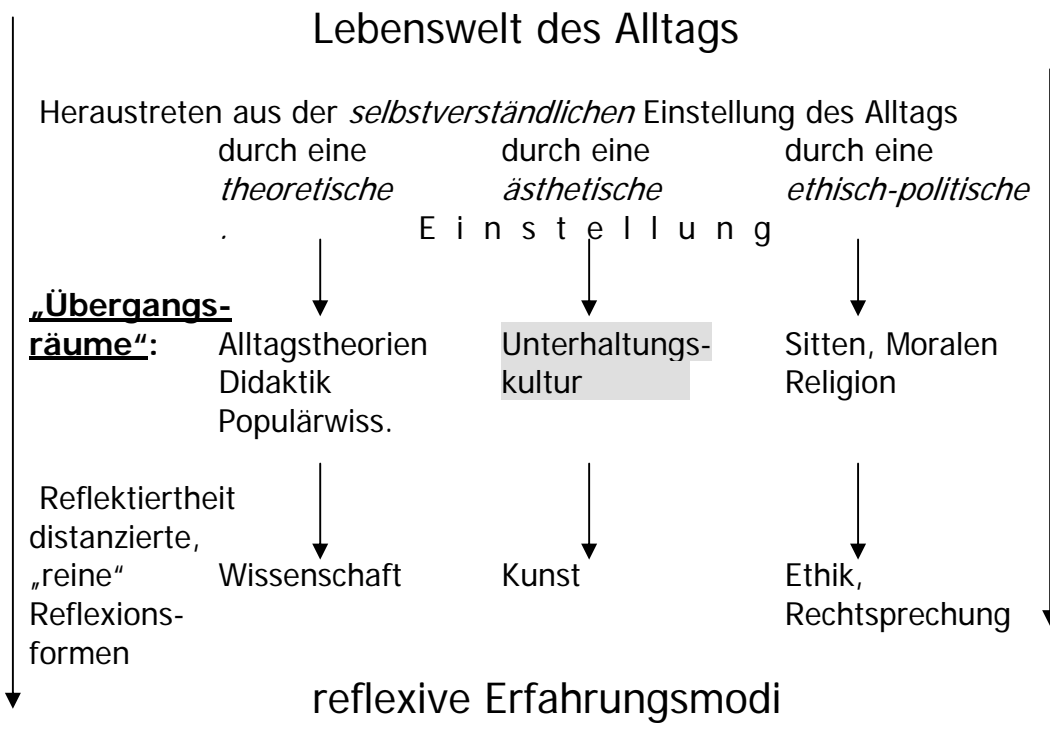 Lebenswelt des Alltags
Heraustreten aus der selbstverständlichen Einstellung des Alltags
durch eine durch eine durch eine
theoretische ästhetische ethisch-politische
. E i n s t e l l u n g
„Übergangs-
räume“: Alltagstheorien Unterhaltungs- Sitten, Moralen
Didaktik kultur Religion
Populärwiss.
Reflektiertheit
distanzierte,
„reine“ Wissenschaft Kunst Ethik,
Reflexions- Rechtsprechung
formen
reflexive Erfahrungsmodi